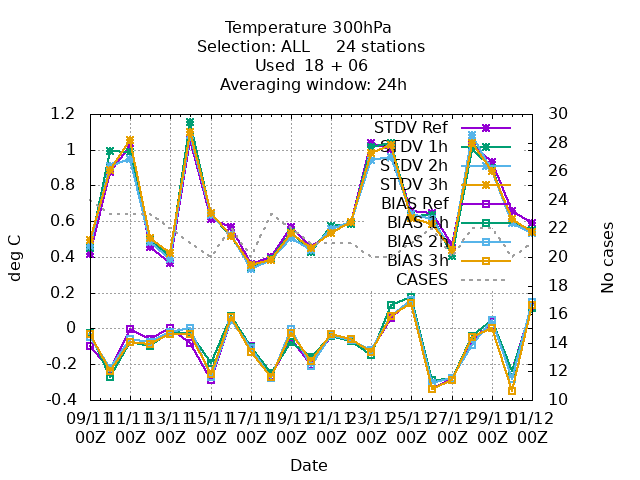 Temperature 300hPa
Selection: ALL 24 stations
Used 18 + 06
Averaging window: 24h
1.2
1
0.8
0.6
0.4
0.2
0
-0.2
-0.4
deg C
30
28
26
24
22
20
18
16
14
12
10
No cases
STDV Ref
STDV 1h
STDV 2h
STDV 3h
BIAS Ref
BIAS 1h
BIAS 2h
BIAS 3h
CASES
09/11 11/11 13/11 15/11 17/11 19/11 21/11 23/11 25/11 27/11 29/11 01/12
00Z 00Z 00Z 00Z 00Z 00Z 00Z 00Z 00Z 00Z 00Z 00Z
Date